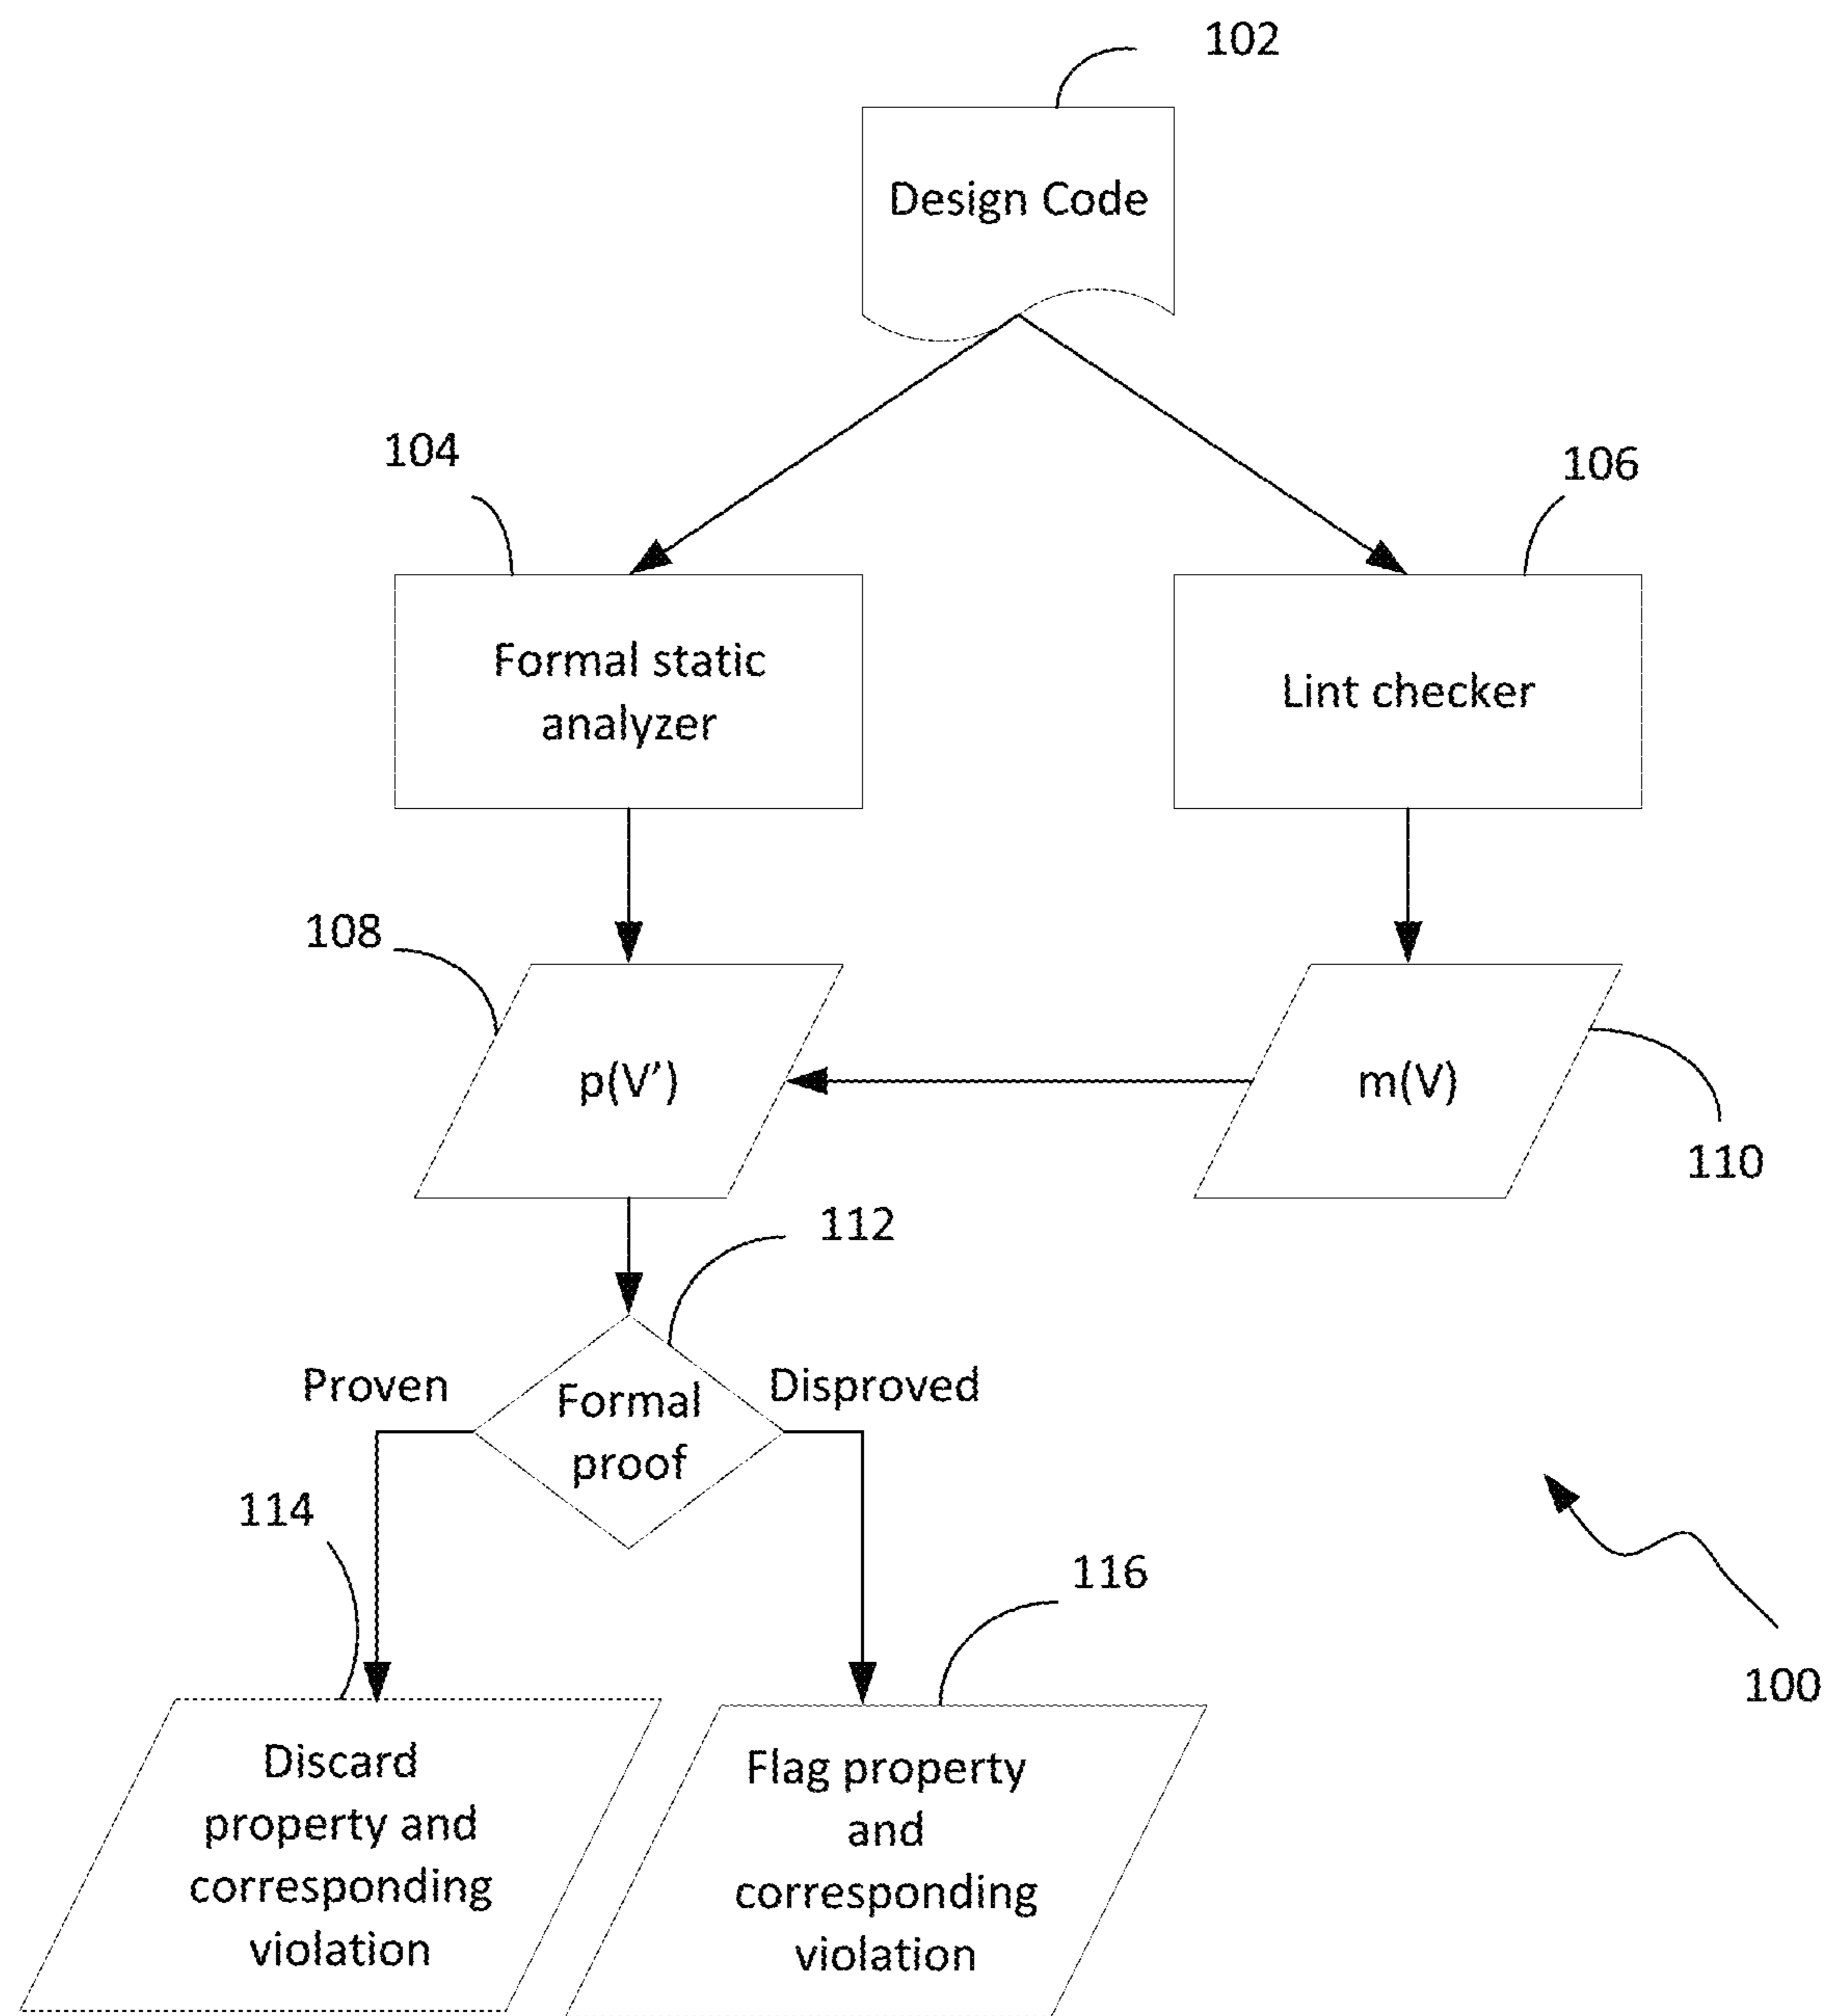 102
Design Code
104
106
Formal static
analyzer
Lint checker
108
p(V’)
m(V)
110
112
Proven
Disproved
Formal
proof
114
116
100
Discard
property and
corresponding
violation
Flag property
and
corresponding
violation